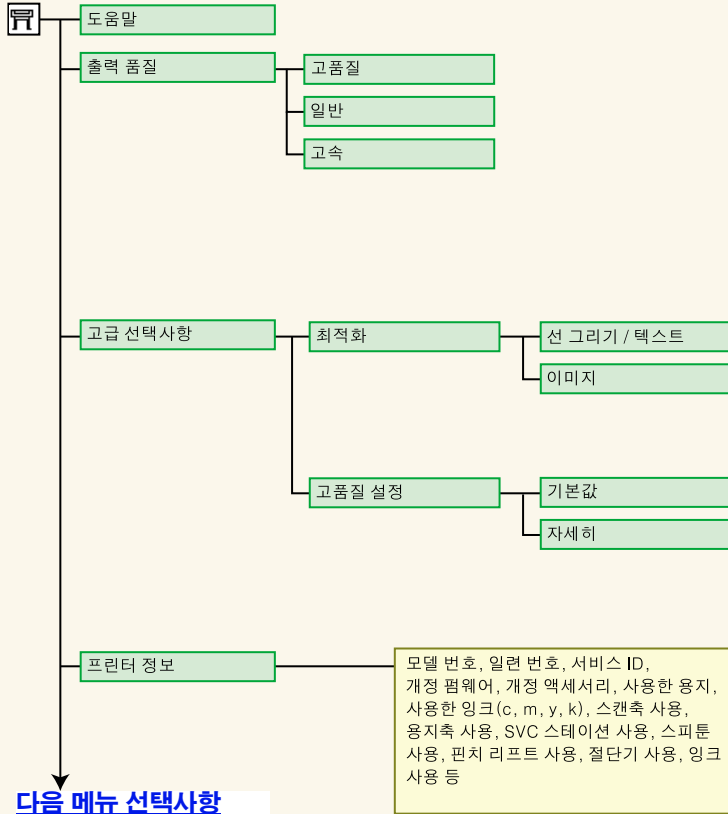 도움말
출력 품질
고품질
일반
고속
고급 선택사항
최적화
선 그리기 / 텍스트
이미지
고품질 설정
기본값
자세히
프린터 정보
모델 번호, 일련 번호, 서비스 ID,
개정 펌웨어, 개정 액세서리, 사용한 용지,
사용한 잉크(c, m, y, k), 스캔축 사용,
용지축 사용, SVC 스테이션 사용, 스피툰
사용, 핀치 리프트 사용, 절단기 사용, 잉크
사용 등
다음 메뉴 선택사항